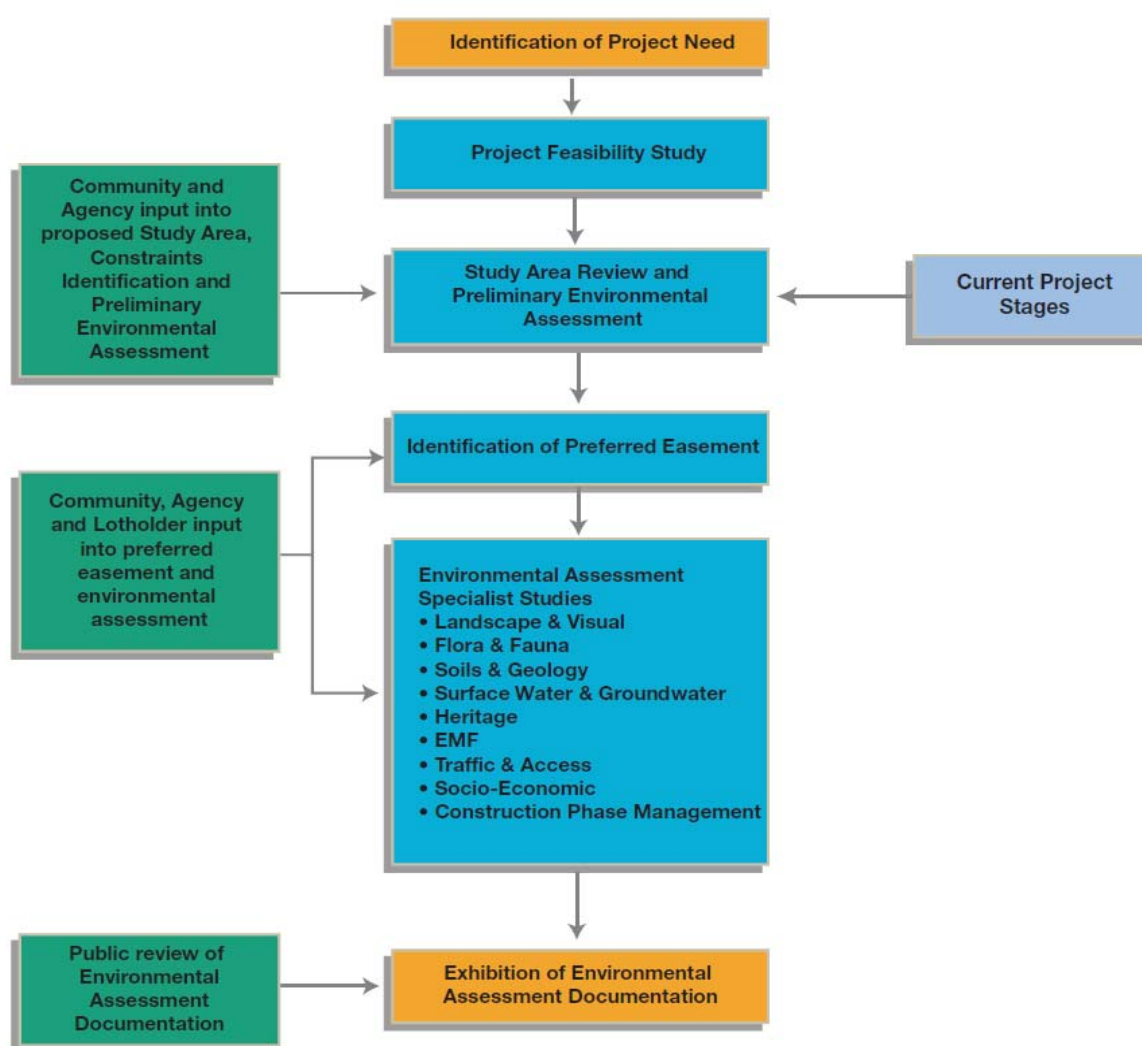 Identification of Project Need
Project Feasibility Study
Community and
Agency input into
proposed Study Area,
Constraints
Identification and
Preliminary
Environmental
Assessment
Study Area Review and
Preliminary Environmental
Assessment
Current Project
Stages
Identification of Preferred Easement
Community, Agency
and Lotholder input
into preferred
easement and
environmental
assessment
Environmental Assessment
Specialist Studies
• Landscape & Visual
• Flora & Fauna
• Soils & Geology
• Surface Water & Groundwater
• Heritage
• EMF
• Traffic & Access
• Socio-Economic
• Construction Phase Management
Public review of
Environmental
Assessment
Documentation
Exhibition of Environmental
Assessment Documentation